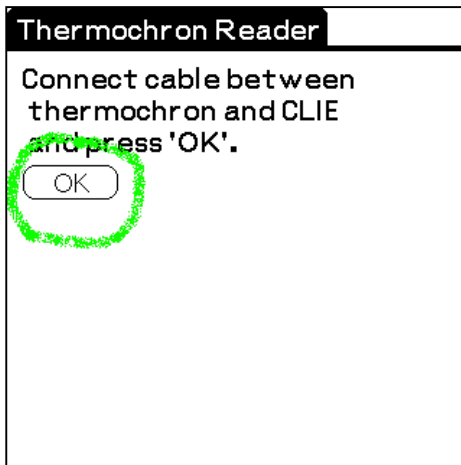 Thermochron Reader
Connect cable between
thermochron and CLIE
and press 'OK'.
OK